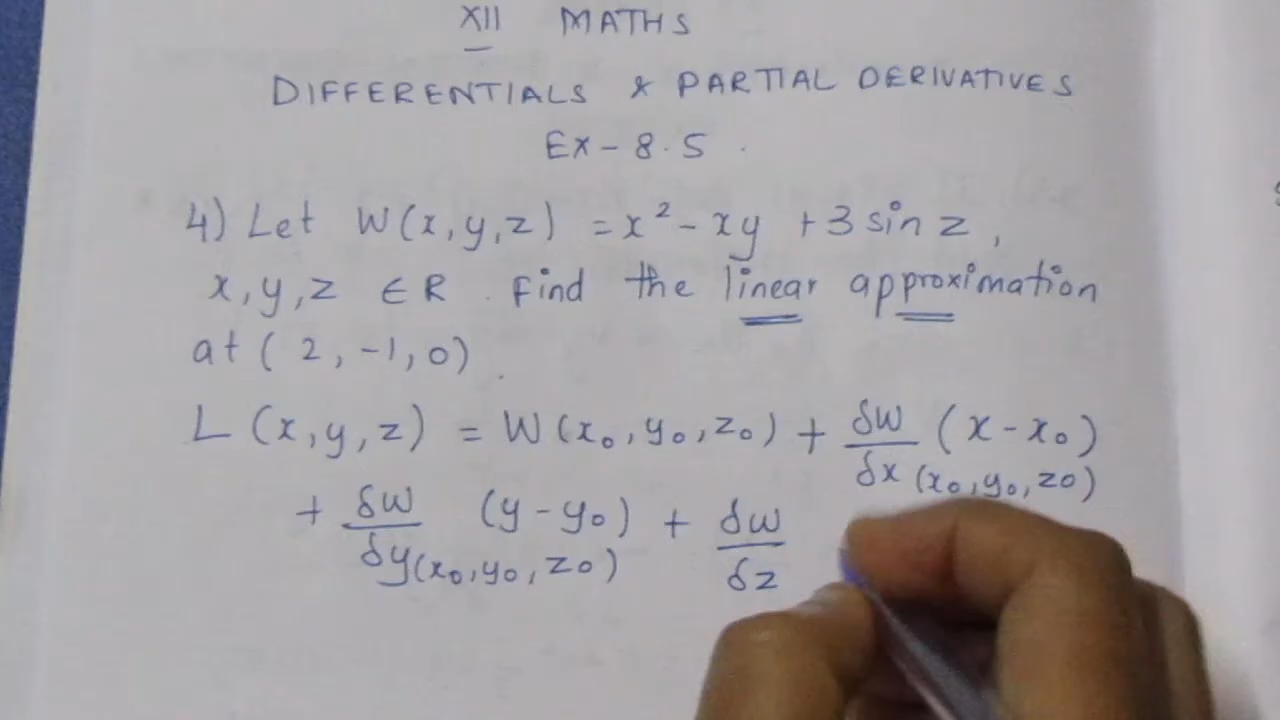 XII MATHS
DIFFERENTIALS & PARTIAL DERIVATIVES
Ex - 8.5.
4) Let W(x,y,z) = x² - xy + 3 sin z,
x,y,z ∈ R. Find the linear approximation
at (2, -1, 0).
L(x,y,z) = W(x₀,y₀,z₀) + δW/δx (x₀,y₀,z₀) (x - x₀)
+ δW/δy (x₀,y₀,z₀) (y - y₀) + δW/δz